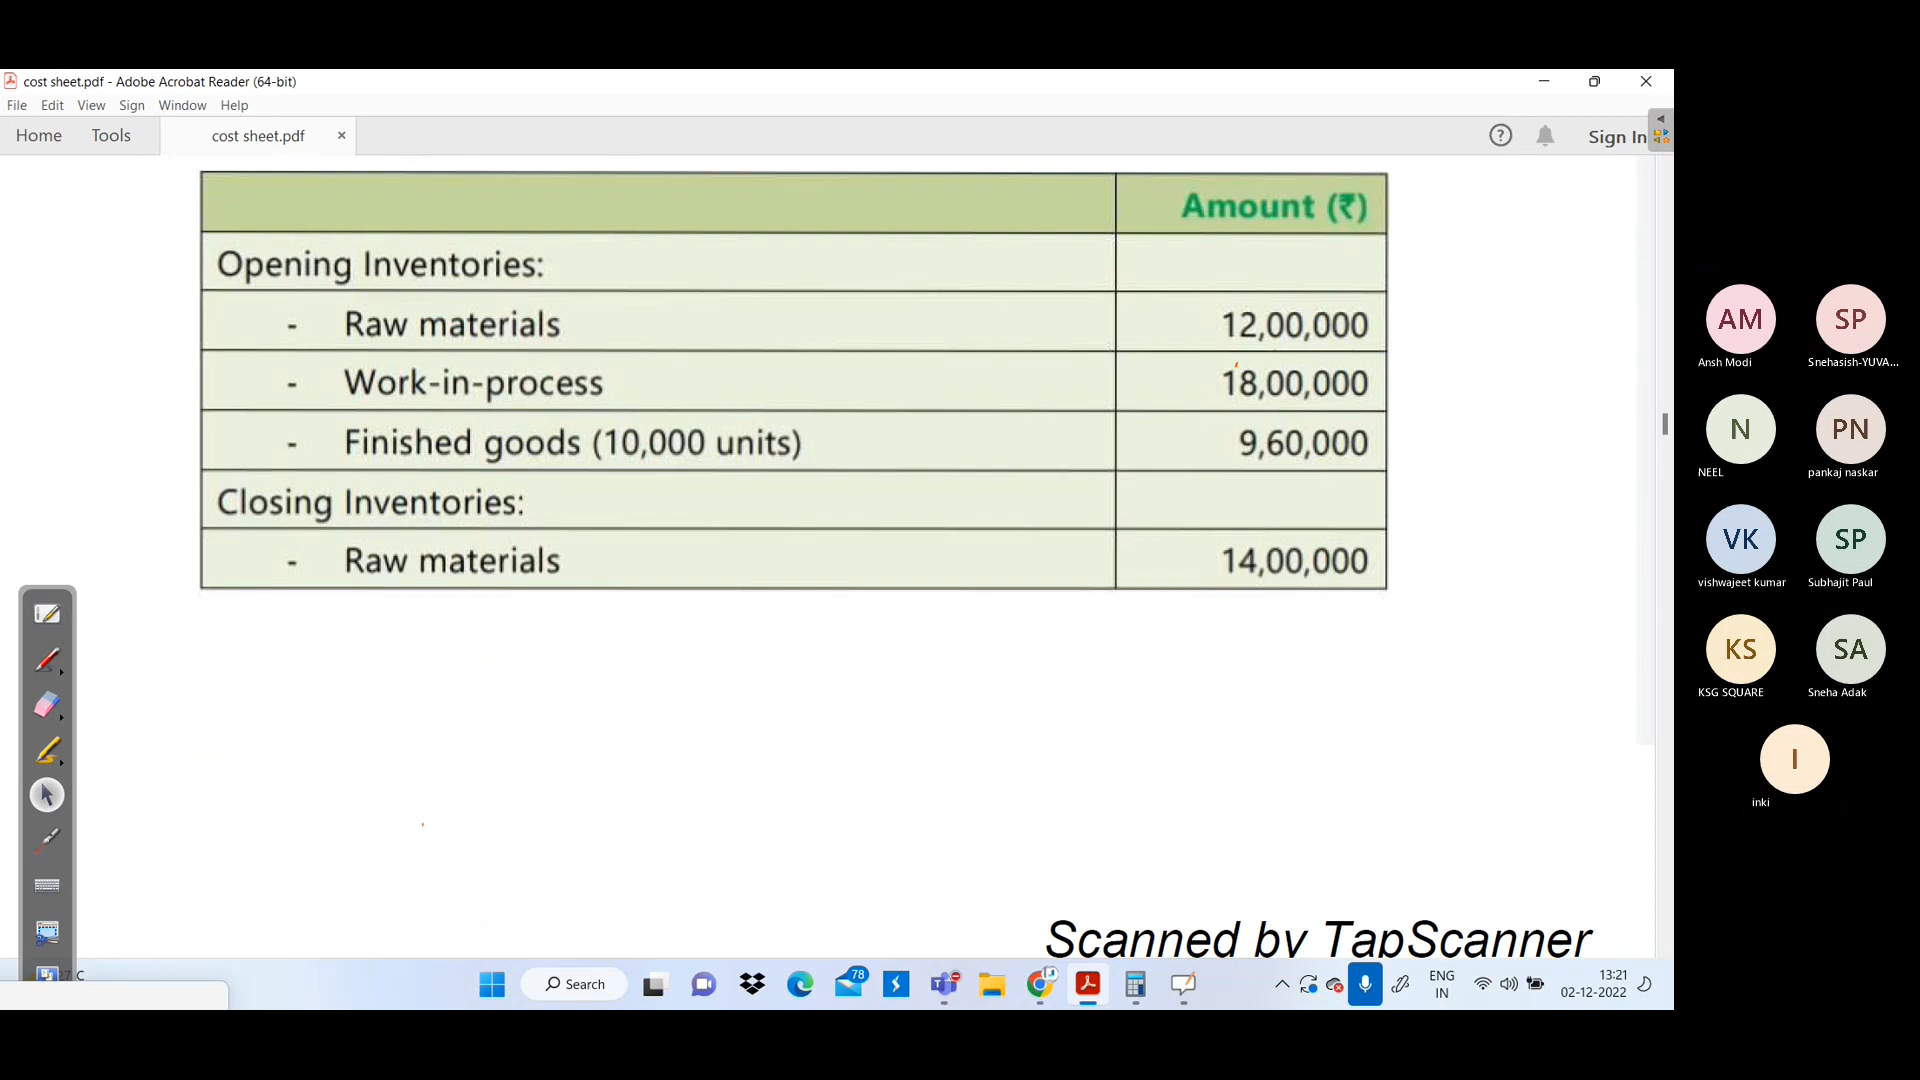 cost sheet.pdf - Adobe Acrobat Reader (64-bit)
File Edit View Sign Window Help
Home Tools cost sheet.pdf × Sign In
Amount (₹)
Opening Inventories:
- Raw materials 12,00,000
- Work-in-process 18,00,000
- Finished goods (10,000 units) 9,60,000
Closing Inventories:
- Raw materials 14,00,000
Scanned by TapScanner
AM
Ansh Modi
SP
Snehasish-YUVA...
N
NEEL
PN
pankaj naskar
VK
vishwajeet kumar
SP
Subhajit Paul
KS
KSG SQUARE
SA
Sneha Adak
I
inki
Search
78
ENG
IN
13:21
02-12-2022